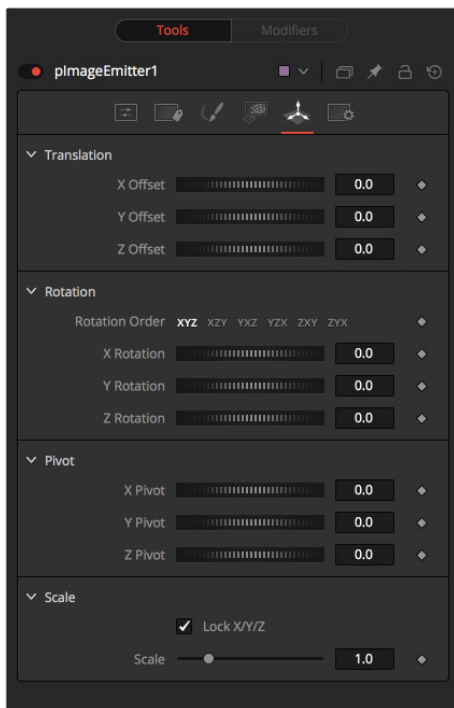 Tools Modifiers
pImageEmitter1
Translation
X Offset 0.0
Y Offset 0.0
Z Offset 0.0
Rotation
Rotation Order XYZ XZY YXZ YZX ZXY ZYX
X Rotation 0.0
Y Rotation 0.0
Z Rotation 0.0
Pivot
X Pivot 0.0
Y Pivot 0.0
Z Pivot 0.0
Scale
Lock X/Y/Z
Scale 1.0